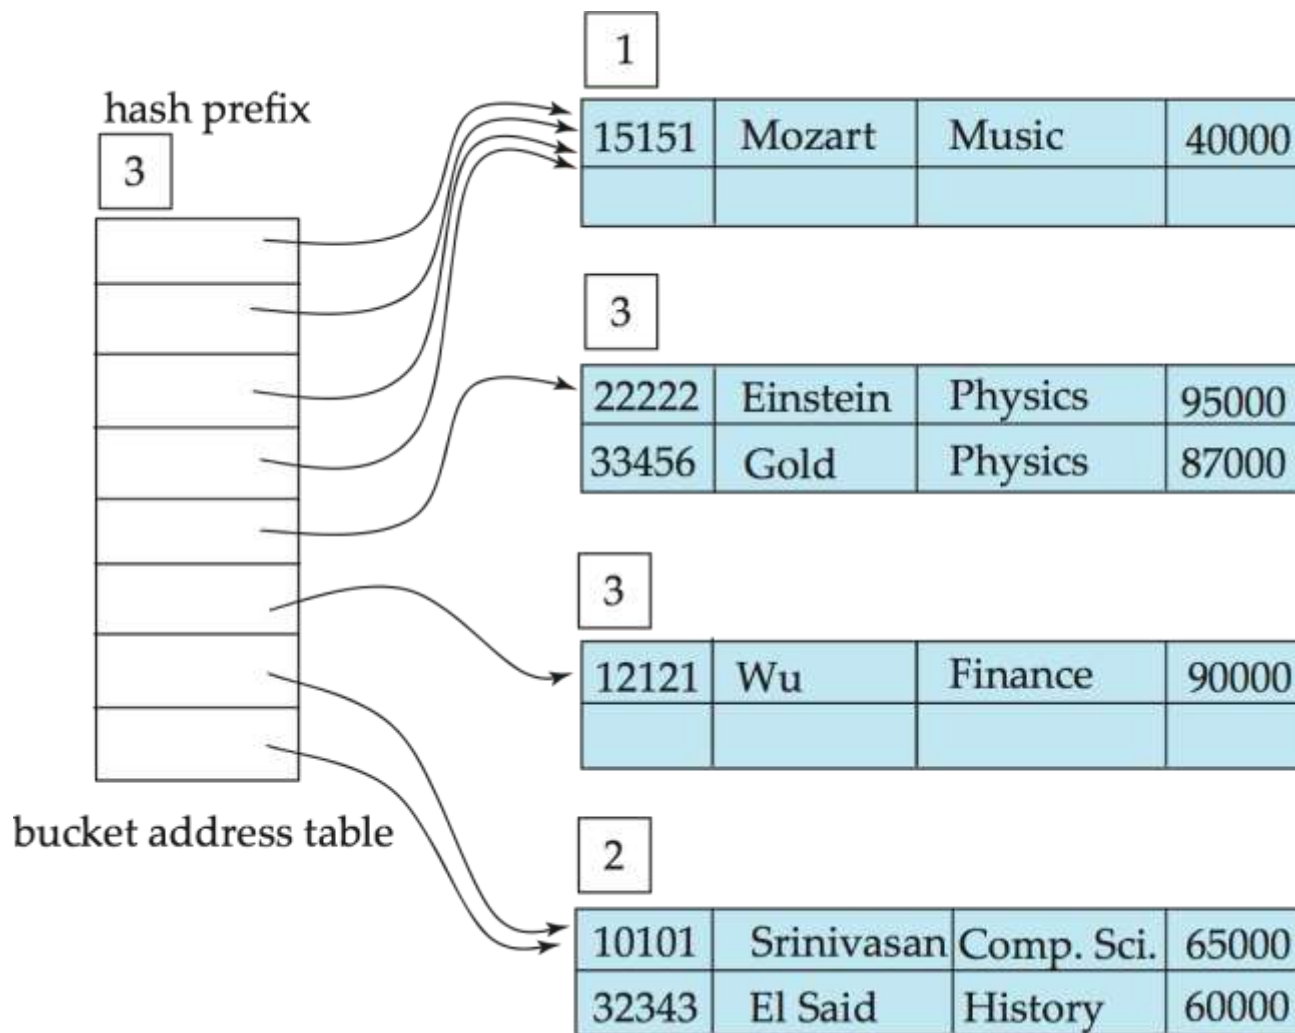 hash prefix
3
bucket address table
1
15151 Mozart Music 40000
3
22222 Einstein Physics 95000
33456 Gold Physics 87000
3
12121 Wu Finance 90000
2
10101 Srinivasan Comp. Sci. 65000
32343 El Said History 60000